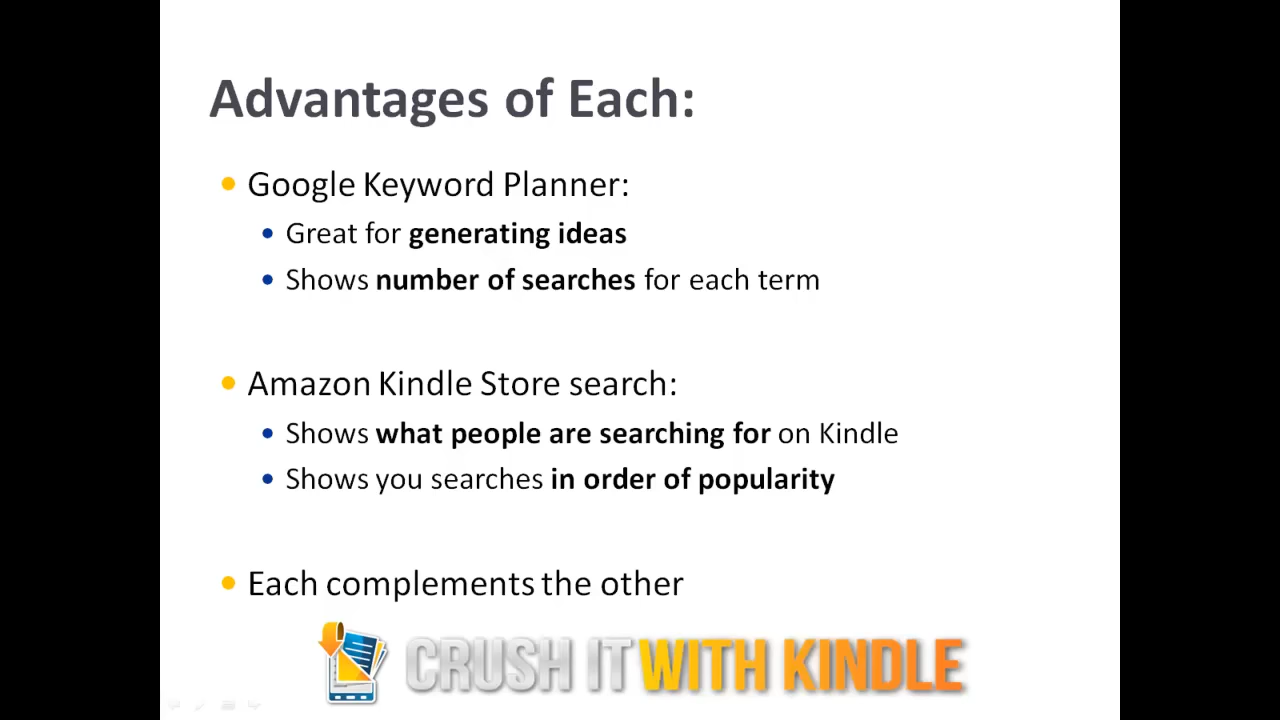 Advantages of Each:
Google Keyword Planner:
Great for generating ideas
Shows number of searches for each term
Amazon Kindle Store search:
Shows what people are searching for on Kindle
Shows you searches in order of popularity
Each complements the other
CRUSH IT WITH KINDLE